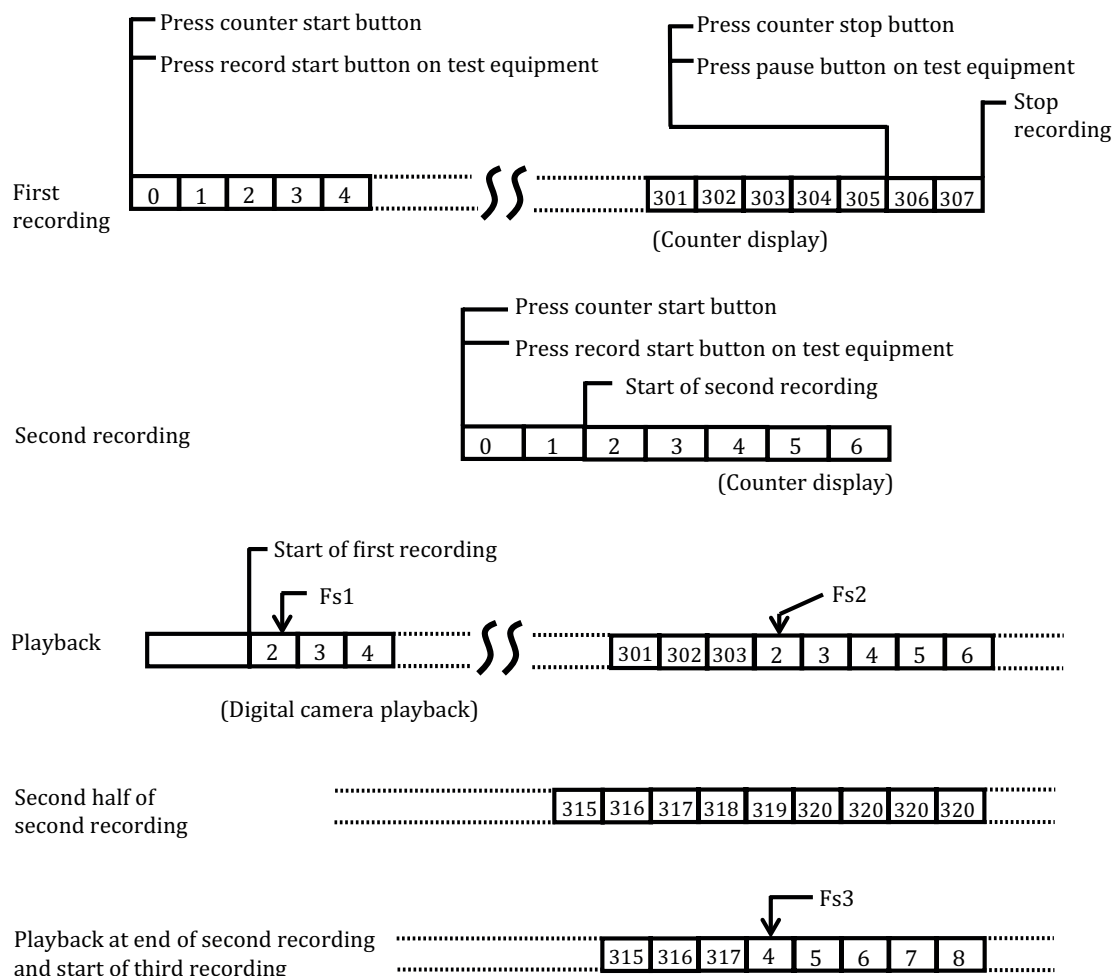 Press counter start button
Press record start button on test equipment
Press counter stop button
Press pause button on test equipment
Stop
recording
First
recording
0 1 2 3 4 301 302 303 304 305 306 307
(Counter display)
Press counter start button
Press record start button on test equipment
Start of second recording
Second recording
0 1 2 3 4 5 6
(Counter display)
Start of first recording
Fs1
Fs2
Playback
2 3 4 301 302 303 2 3 4 5 6
(Digital camera playback)
Second half of
second recording
315 316 317 318 319 320 320 320 320
Fs3
Playback at end of second recording
and start of third recording
315 316 317 4 5 6 7 8